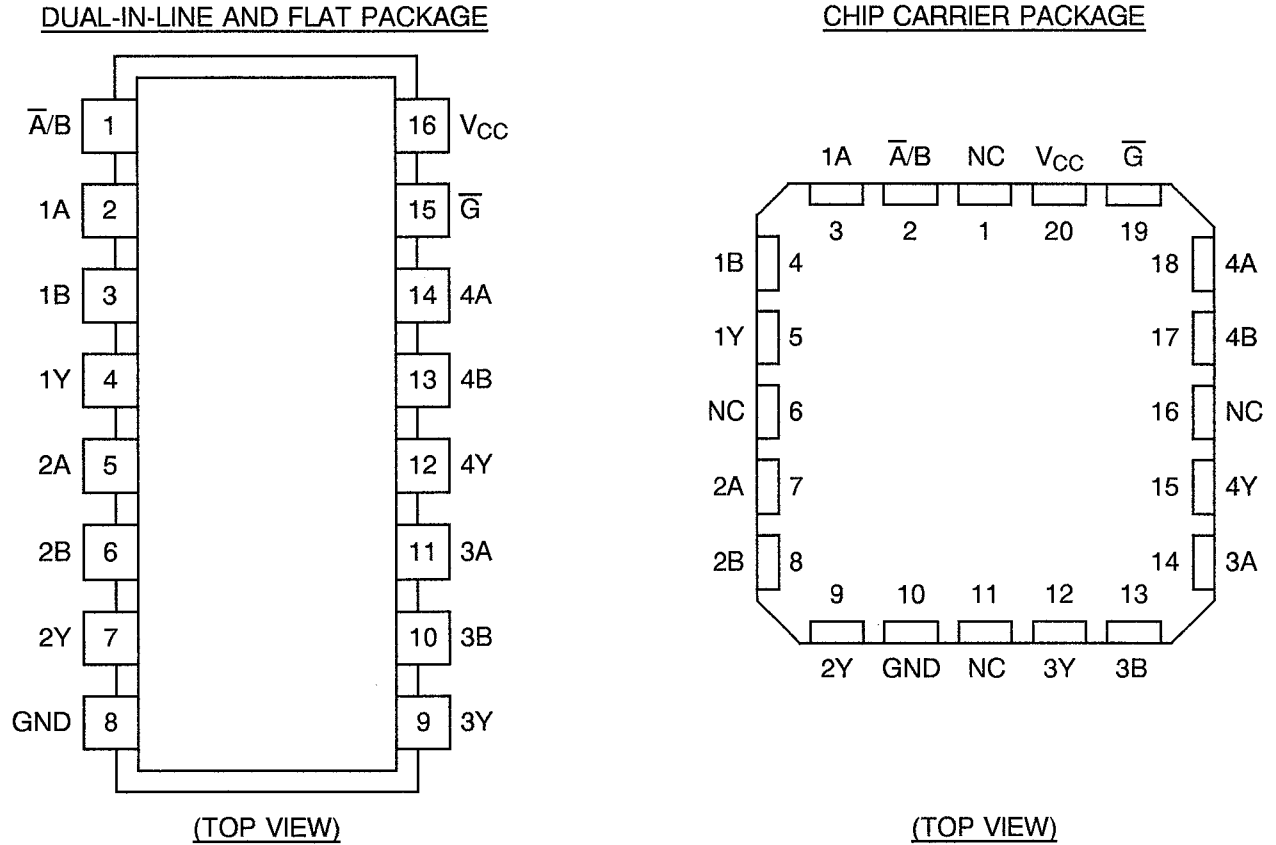 DUAL-IN-LINE AND FLAT PACKAGE
A̅/B 1 16 VCC
1A 2 15 G̅
1B 3 14 4A
1Y 4 13 4B
2A 5 12 4Y
2B 6 11 3A
2Y 7 10 3B
GND 8 9 3Y
(TOP VIEW)
CHIP CARRIER PACKAGE
1A A̅/B NC VCC G̅
3 2 1 20 19
1B 4 18 4A
1Y 5 17 4B
NC 6 16 NC
2A 7 15 4Y
2B 8 14 3A
9 10 11 12 13
2Y GND NC 3Y 3B
(TOP VIEW)